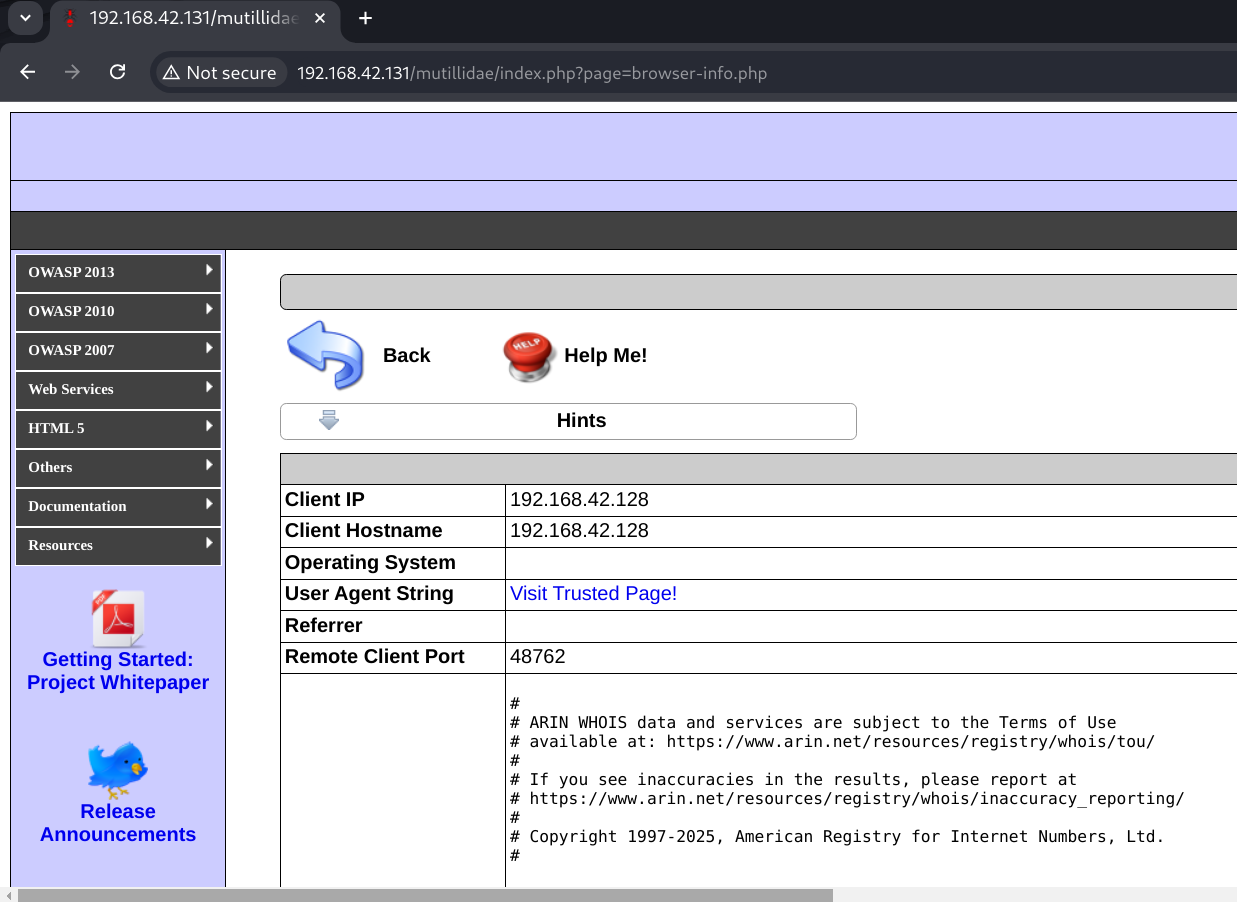 192.168.42.131/mutillidae
Not secure
192.168.42.131/mutillidae/index.php?page=browser-info.php
OWASP 2013
OWASP 2010
OWASP 2007
Web Services
HTML 5
Others
Documentation
Resources
PDF
Getting Started:
Project Whitepaper
Release
Announcements
Back
HELP
Help Me!
Hints
Client IP 192.168.42.128
Client Hostname 192.168.42.128
Operating System
User Agent String Visit Trusted Page!
Referrer
Remote Client Port 48762
#
# ARIN WHOIS data and services are subject to the Terms of Use
# available at: https://www.arin.net/resources/registry/whois/tou/
#
# If you see inaccuracies in the results, please report at
# https://www.arin.net/resources/registry/whois/inaccuracy_reporting/
#
# Copyright 1997-2025, American Registry for Internet Numbers, Ltd.
#